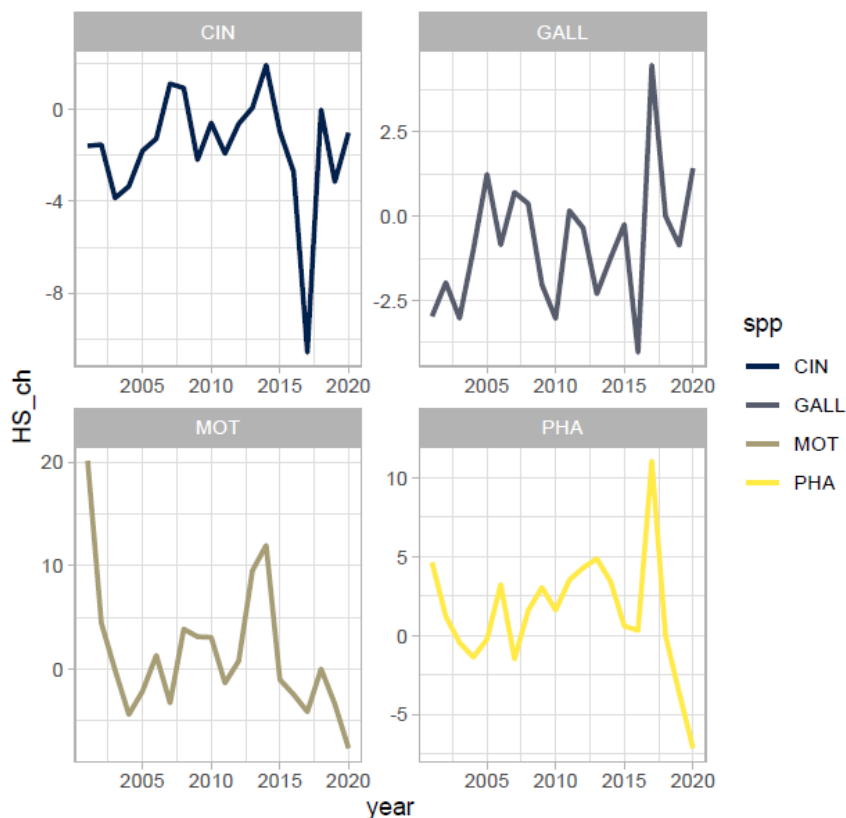 CIN GALL
0
-4
-8
2.5
0.0
-2.5
2005 2010 2015 2020 2005 2010 2015 2020
MOT PHA
20
10
0
10
5
0
-5
2005 2010 2015 2020 2005 2010 2015 2020
HS_ch
year
spp
CIN
GALL
MOT
PHA